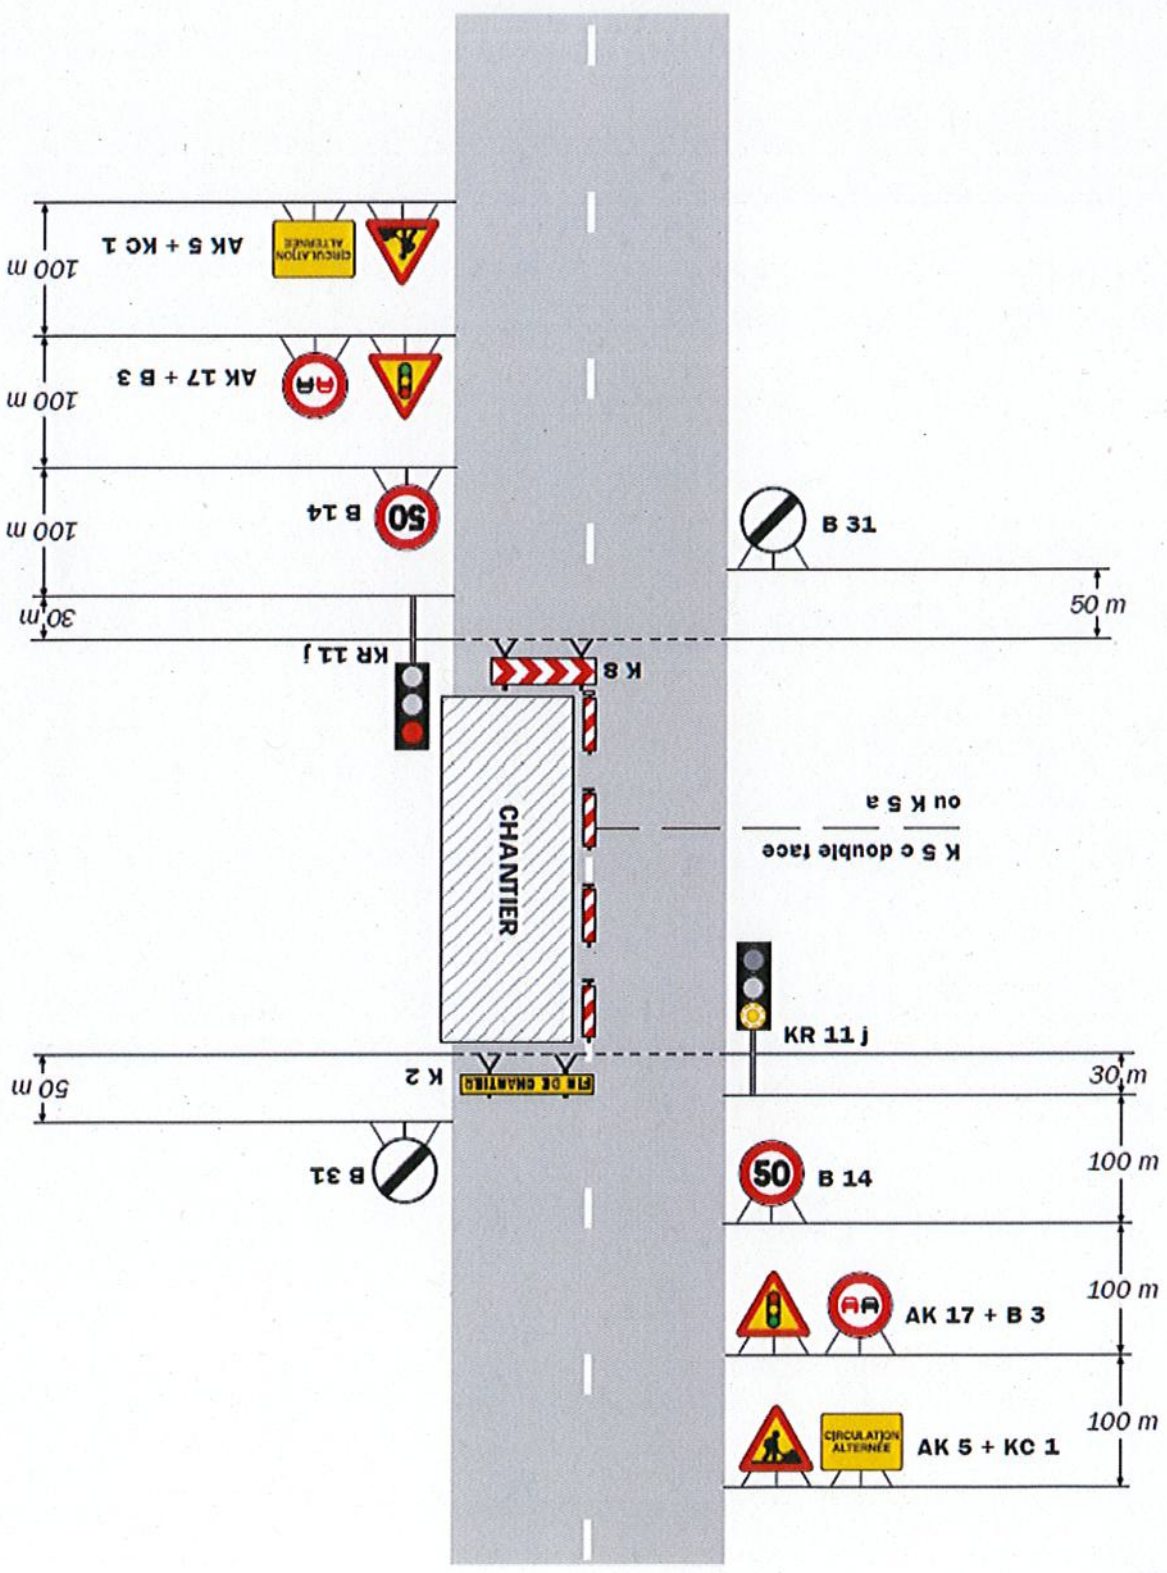 AK 5 + KC 1
CIRCULATION
ALTERNÉE
100 m
AK 17 + B 3
100 m
B 14
50
100 m
B 31
50 m
30 m
KR 11 j
K 8
CHANTIER
ou K 5 a
K 5 c double face
KR 11 j
30 m
K 2
FIN DE CHANTIER
50 m
B 31
50
B 14
100 m
AK 17 + B 3
100 m
CIRCULATION
ALTERNÉE
AK 5 + KC 1
100 m